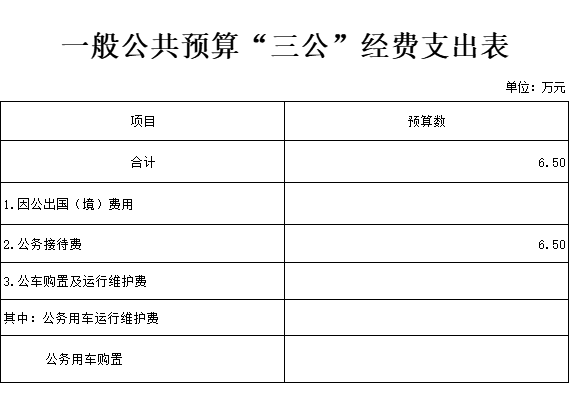 一般公共预算“三公”经费支出表
单位：万元
项目 预算数
合计 6.50
1.因公出国（境）费用
2.公务接待费 6.50
3.公车购置及运行维护费
其中：公务用车运行维护费
公务用车购置